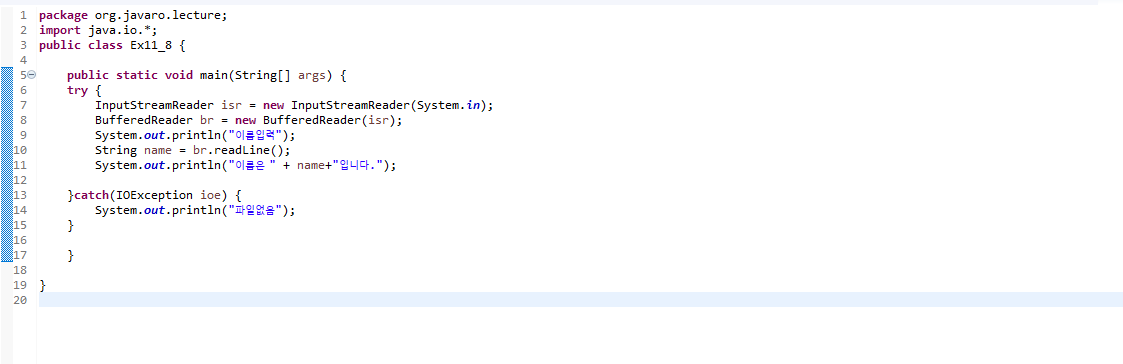 1 package org.javaro.lecture;
2 import java.io.*;
3 public class Ex11_8 {
4
5 public static void main(String[] args) {
6 try {
7 InputStreamReader isr = new InputStreamReader(System.in);
8 BufferedReader br = new BufferedReader(isr);
9 System.out.println("이름입력");
10 String name = br.readLine();
11 System.out.println("이름은 " + name+"입니다.");
12
13 }catch(IOException ioe) {
14 System.out.println("파일없음");
15 }
16
17 }
18
19 }
20